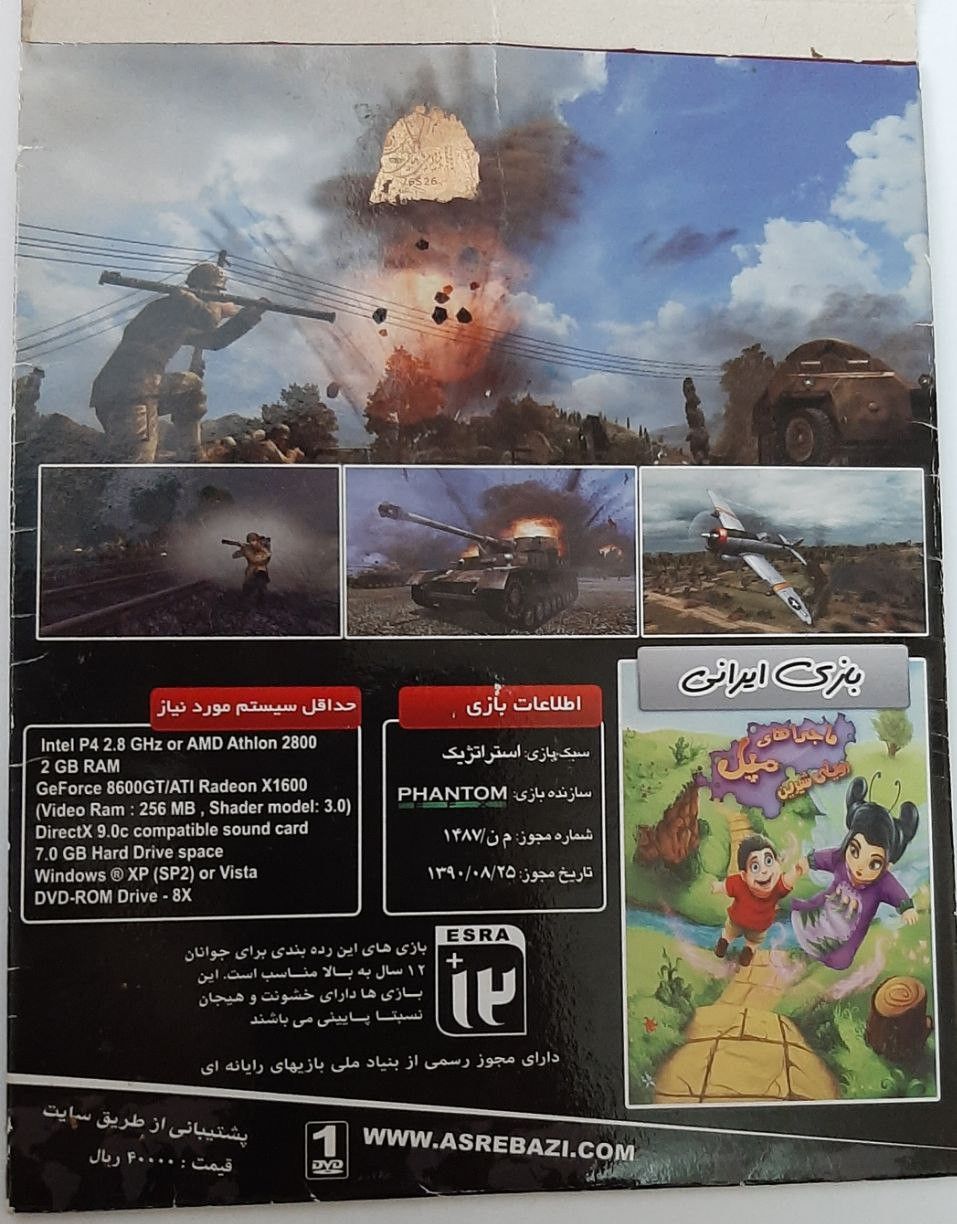 7526
بازی ایرانی
ماجراهای
میپل
رویای شیرین
اطلاعات بازی
سبک بازی: استراتژیک
سازنده بازی: PHANTOM
شماره مجوز: م ن/۱۴۸۷
تاریخ مجوز: ۱۳۹۰/۰۸/۲۵
حداقل سیستم مورد نیاز
Intel P4 2.8 GHz or AMD Athlon 2800
2 GB RAM
GeForce 8600GT/ATI Radeon X1600
(Video Ram : 256 MB , Shader model: 3.0)
DirectX 9.0c compatible sound card
7.0 GB Hard Drive space
Windows ® XP (SP2) or Vista
DVD-ROM Drive - 8X
ESRA
+۱۲
بازی های این رده بندی برای جوانان
۱۲ سال به بالا مناسب است. این
بازی ها دارای خشونت و هیجان
نسبتا پایینی می باشند
دارای مجوز رسمی از بنیاد ملی بازیهای رایانه ای
پشتیبانی از طریق سایت
قیمت : ۴۰۰۰۰ ریال
1
DVD
WWW.ASREBAZI.COM